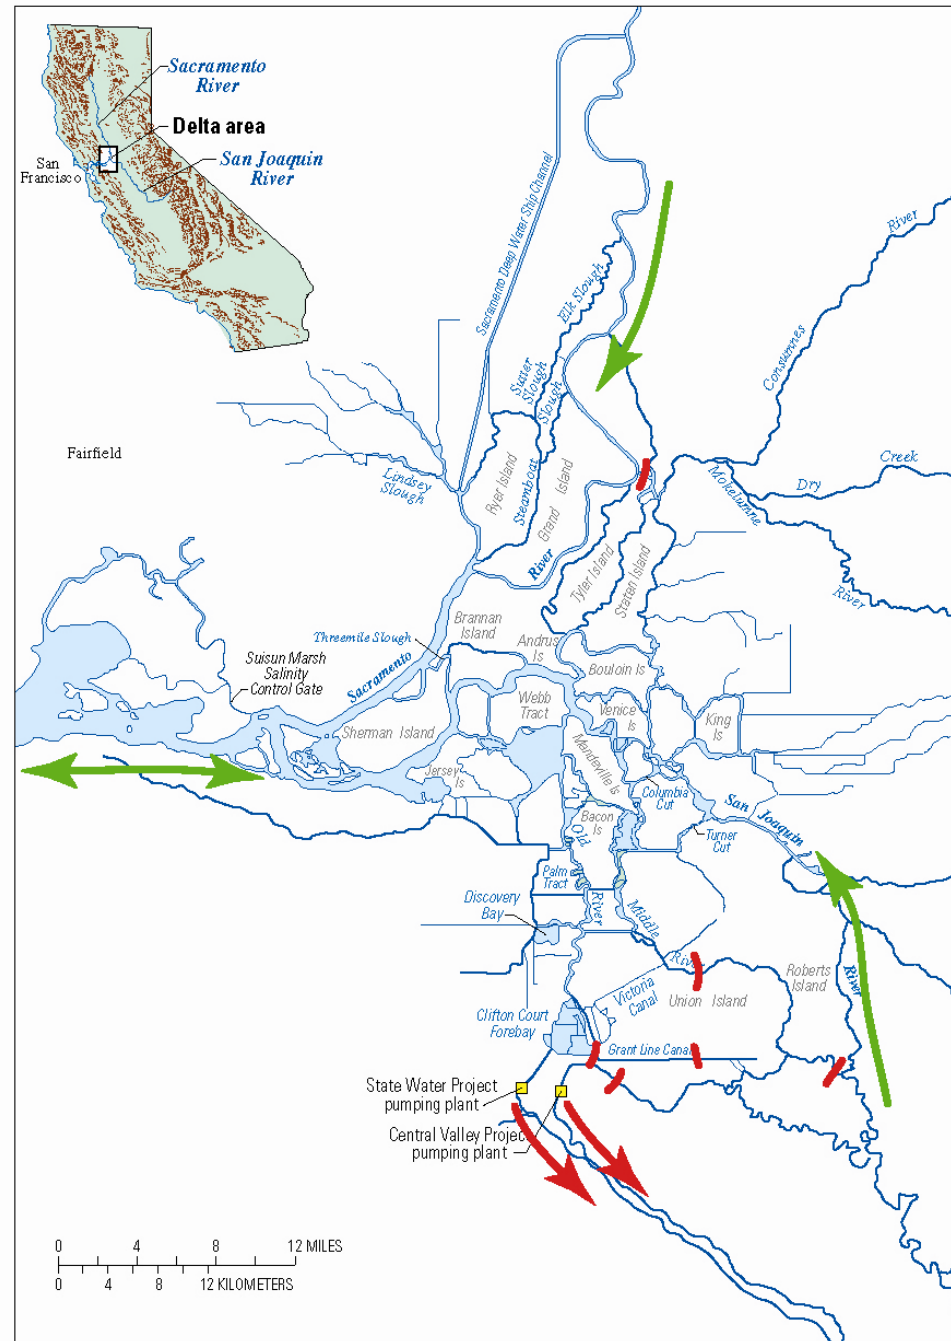 Sacramento
River
Delta area
San
Francisco
San Joaquin
River
Sacramento Deep Water Ship Channel
Elk Slough
Sutter
Slough
Slough
Steamboat
River
Consumnes
Fairfield
Lindsey
Slough
Ryer Island
Grand Island
River
Tyler Island
Staten Island
Mokelumne
River
Dry
Creek
Brannan
Island
Threemile Slough
Sacramento
Andrus
Is
Bouloin Is
Suisun Marsh
Salinity
Control Gate
Webb
Tract
Venice
Is
King
Is
Sherman Island
Jersey
Is
Mandeville Is
Columbia
Cut
San
Joaquin
Turner
Cut
Bacon
Is
Old
River
Palm
Tract
Discovery
Bay
Middle
River
Roberts
Island
River
Union Island
Victoria
Canal
Clifton Court
Forebay
Grant Line Canal
State Water Project
pumping plant
Central Valley Project
pumping plant
0 4 8 12 MILES
0 4 8 12 KILOMETERS